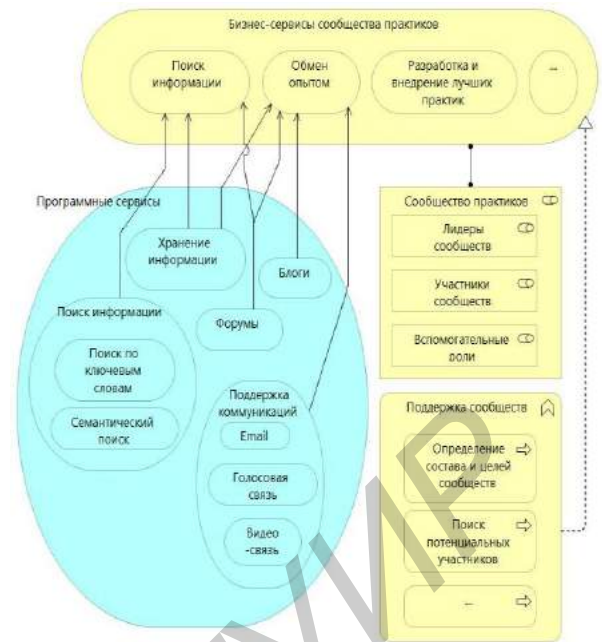 Бизнес-сервисы сообщества практиков
Поиск
информации
Обмен
опытом
Разработка и
внедрение лучших
практик
...
Программные сервисы
Хранение
информации
Блоги
Форумы
Поиск информации
Поиск по
ключевым
словам
Семантический
поиск
Поддержка
коммуникаций
Email
Голосовая
связь
Видео
-связь
Сообщество практиков
Лидеры
сообществ
Участники
сообществ
Вспомогательные
роли
Поддержка сообществ
Определение
состава и целей
сообществ
Поиск
потенциальных
участников
...